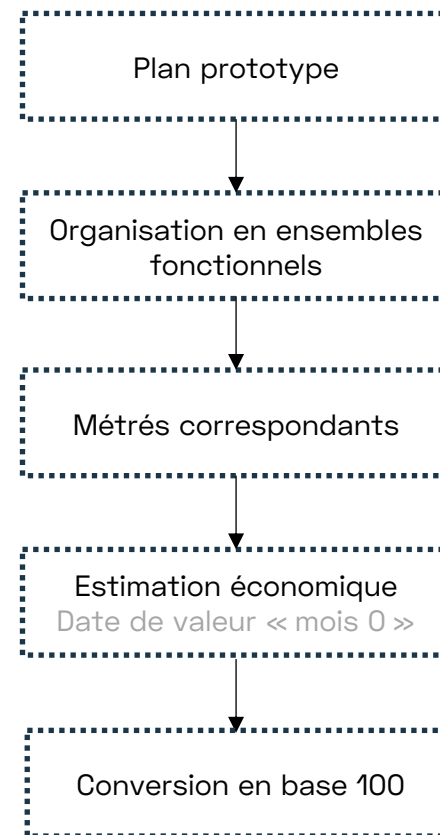 Plan prototype
Organisation en ensembles
fonctionnels
Métrés correspondants
Estimation économique
Date de valeur « mois 0 »
Conversion en base 100